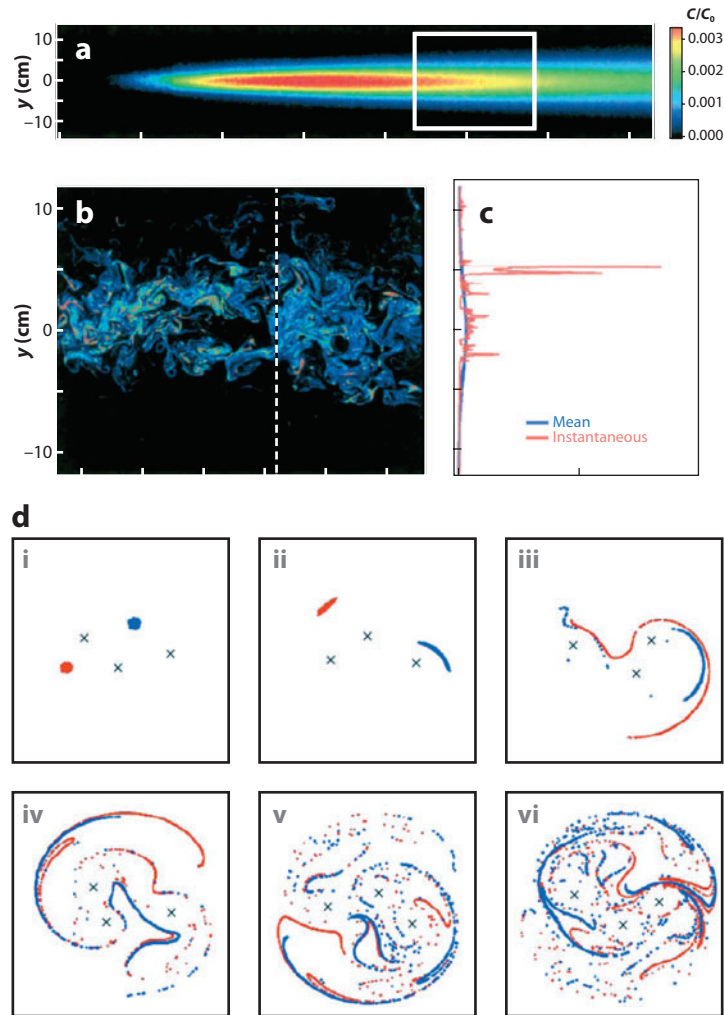 C/C₀
10
a
0.003
y (cm)
0
0.002
0.001
–10
0.000
10
b
c
y (cm)
0
Mean
Instantaneous
–10
d
i
ii
iii
iv
v
vi